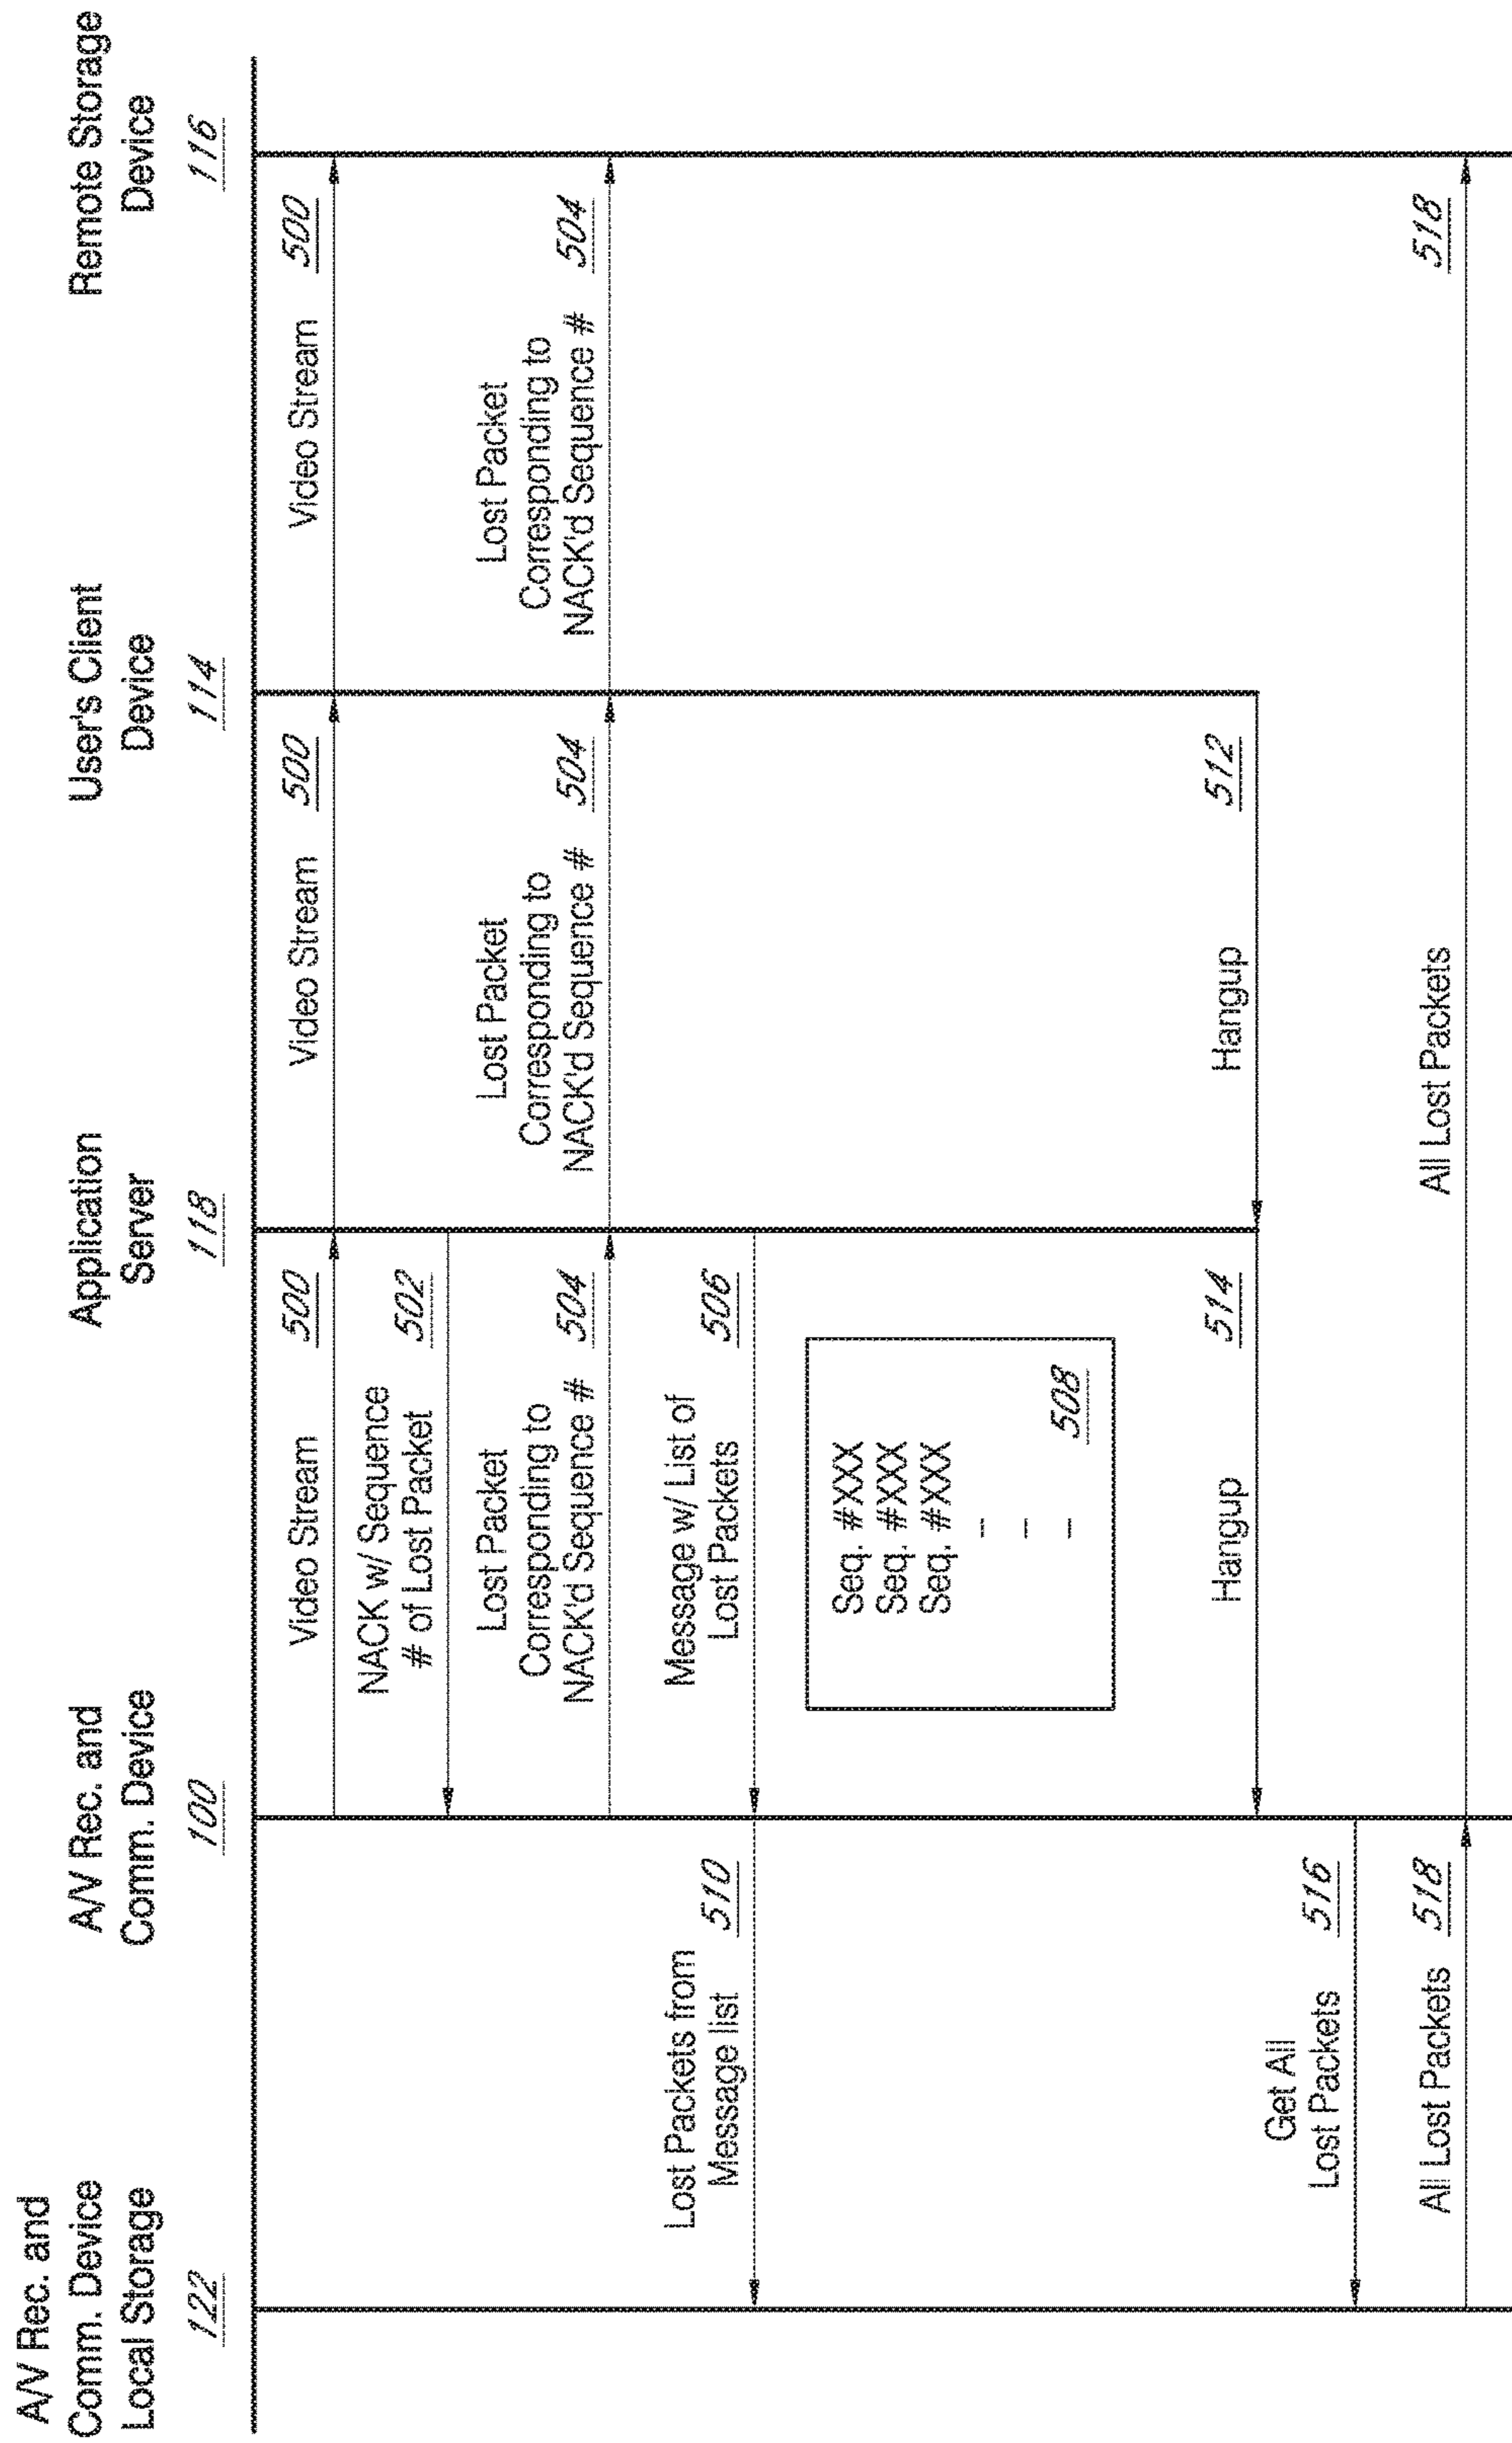 A/V Rec. and
Comm. Device
Local Storage
122
A/V Rec. and
Comm. Device
100
Application
Server
118
User's Client
Device
114
Remote Storage
Device
116
Video Stream
500
Video Stream
500
Video Stream
500
NACK w/ Sequence
# of Lost Packet
502
Lost Packet
Corresponding to
NACK'd Sequence #
504
Lost Packet
Corresponding to
NACK'd Sequence #
504
Lost Packet
Corresponding to
NACK'd Sequence #
504
Lost Packets from
Message list
510
Message w/ List of
Lost Packets
506
Seq. #XXX
Seq. #XXX
Seq. #XXX
-
-
-
508
Hangup
514
Hangup
512
Get All
Lost Packets
516
All Lost Packets
518
All Lost Packets
518